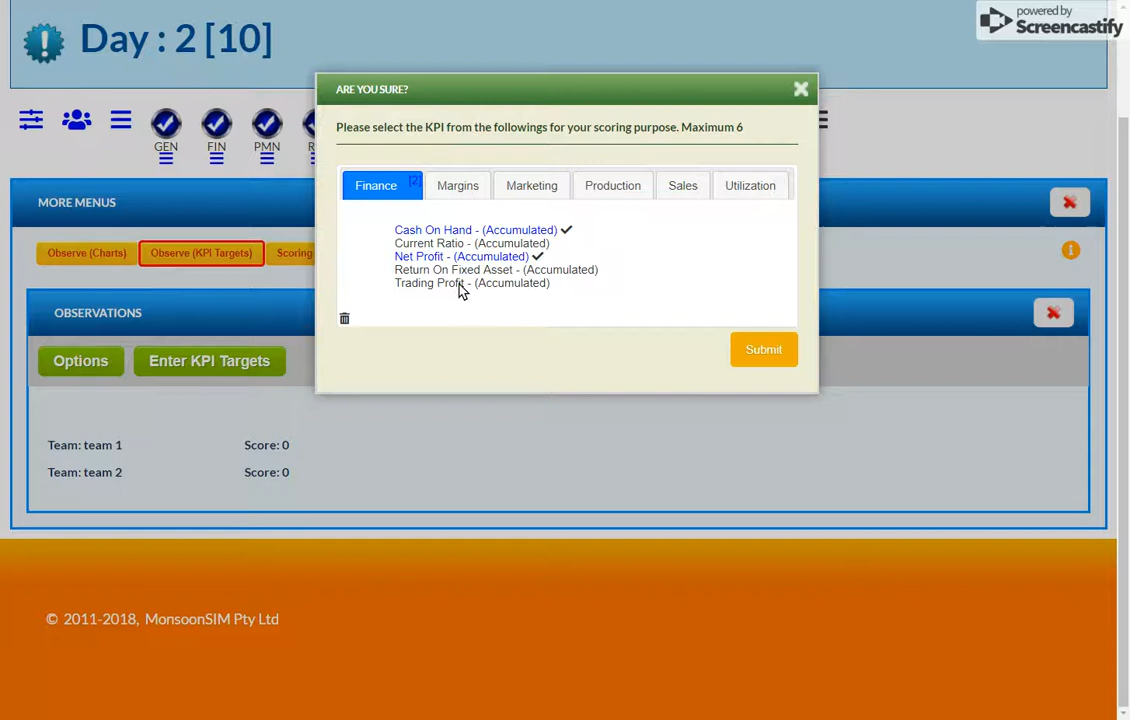 powered by
Screencastify
Day : 2 [10]
ARE YOU SURE?
Please select the KPI from the followings for your scoring purpose. Maximum 6
GEN
FIN
PMN
Finance [2]
Margins
Marketing
Production
Sales
Utilization
MORE MENUS
Cash On Hand - (Accumulated)
Current Ratio - (Accumulated)
Net Profit - (Accumulated)
Return On Fixed Asset - (Accumulated)
Trading Profit - (Accumulated)
Observe (Charts)
Observe (KPI Targets)
Scoring
OBSERVATIONS
Submit
Options
Enter KPI Targets
Team: team 1
Score: 0
Team: team 2
Score: 0
© 2011-2018, MonsoonSIM Pty Ltd